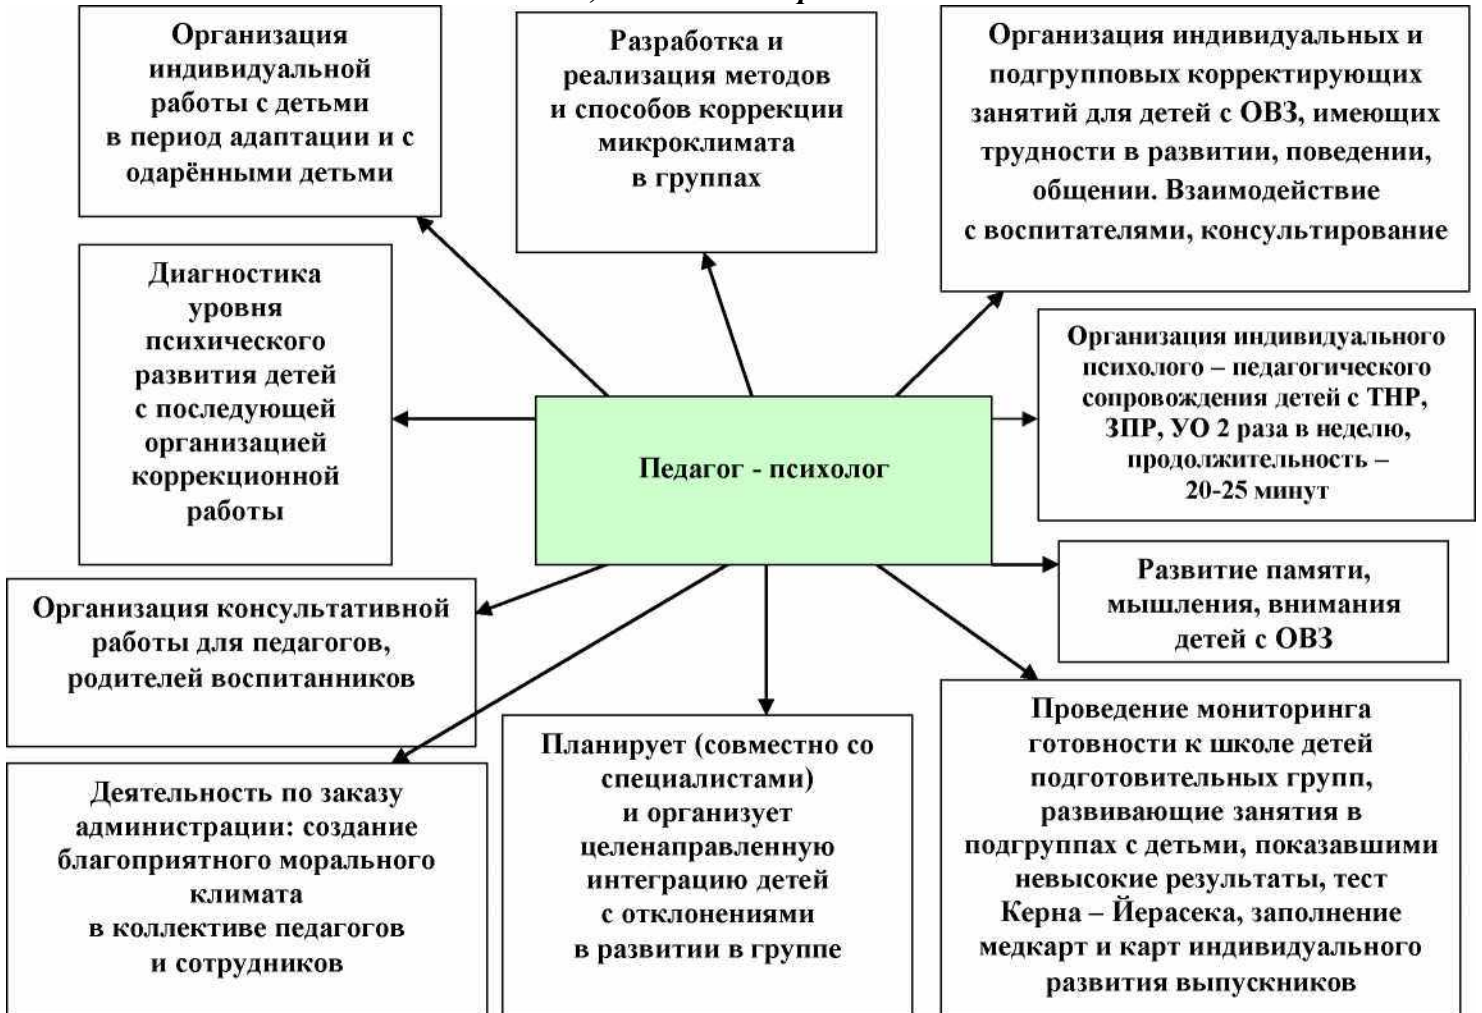 Организация
индивидуальной
работы с детьми
в период адаптации и с
одарёнными детьми
Разработка и
реализация методов
и способов коррекции
микроклимата
в группах
Организация индивидуальных и
подгрупповых корректирующих
занятий для детей с ОВЗ, имеющих
трудности в развитии, поведении,
общении. Взаимодействие
с воспитателями, консультирование
Диагностика
уровня
психического
развития детей
с последующей
организацией
коррекционной
работы
Педагог - психолог
Организация индивидуального
психолого – педагогического
сопровождения детей с ТНР,
ЗПР, УО 2 раза в неделю,
продолжительность –
20-25 минут
Развитие памяти,
мышления, внимания
детей с ОВЗ
Организация консультативной
работы для педагогов,
родителей воспитанников
Деятельность по заказу
администрации: создание
благоприятного морального
климата
в коллективе педагогов
и сотрудников
Планирует (совместно со
специалистами)
и организует
целенаправленную
интеграцию детей
с отклонениями
в развитии в группе
Проведение мониторинга
готовности к школе детей
подготовительных групп,
развивающие занятия в
подгруппах с детьми, показавшими
невысокие результаты, тест
Керна – Йерасека, заполнение
медкарт и карт индивидуального
развития выпускников